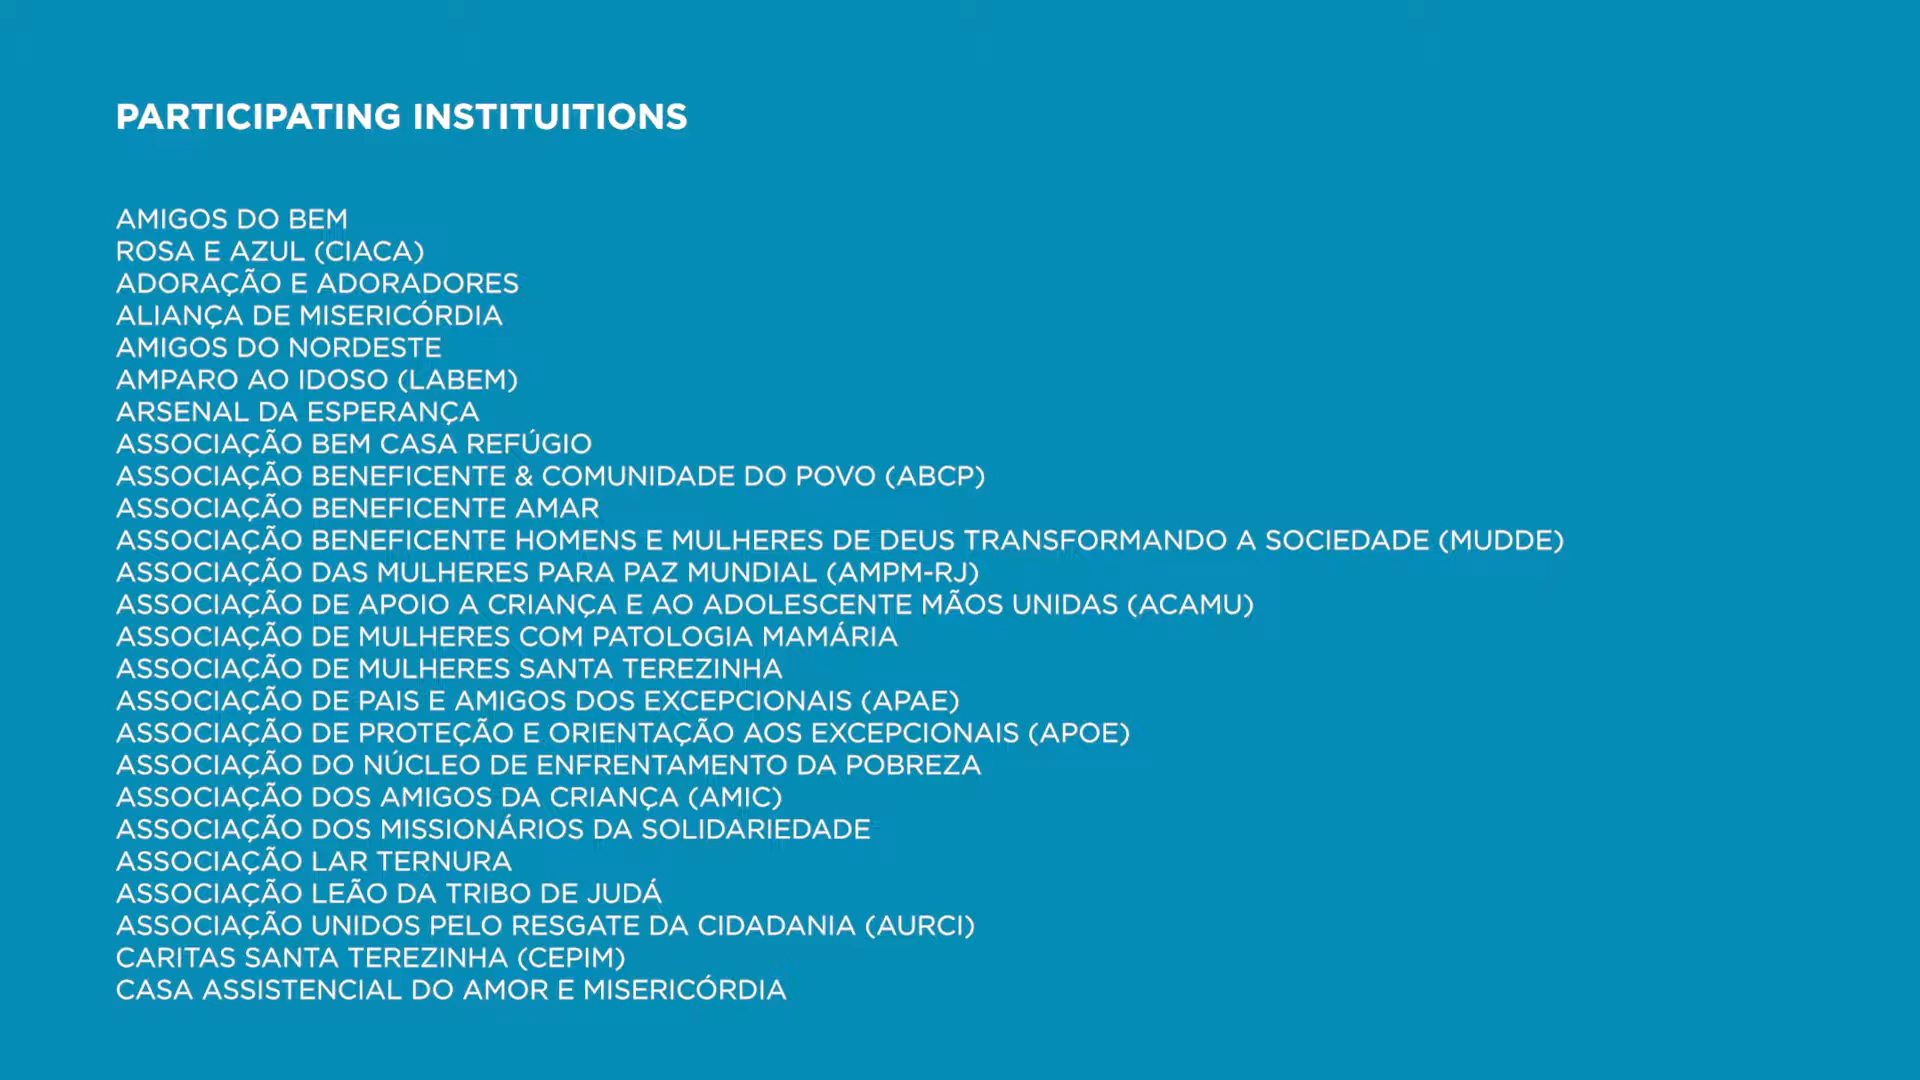 PARTICIPATING INSTITUITIONS
AMIGOS DO BEM
ROSA E AZUL (CIACA)
ADORAÇÃO E ADORADORES
ALIANÇA DE MISERICÓRDIA
AMIGOS DO NORDESTE
AMPARO AO IDOSO (LABEM)
ARSENAL DA ESPERANÇA
ASSOCIAÇÃO BEM CASA REFÚGIO
ASSOCIAÇÃO BENEFICENTE & COMUNIDADE DO POVO (ABCP)
ASSOCIAÇÃO BENEFICENTE AMAR
ASSOCIAÇÃO BENEFICENTE HOMENS E MULHERES DE DEUS TRANSFORMANDO A SOCIEDADE (MUDDE)
ASSOCIAÇÃO DAS MULHERES PARA PAZ MUNDIAL (AMPM-RJ)
ASSOCIAÇÃO DE APOIO A CRIANÇA E AO ADOLESCENTE MÃOS UNIDAS (ACAMU)
ASSOCIAÇÃO DE MULHERES COM PATOLOGIA MAMÁRIA
ASSOCIAÇÃO DE MULHERES SANTA TEREZINHA
ASSOCIAÇÃO DE PAIS E AMIGOS DOS EXCEPCIONAIS (APAE)
ASSOCIAÇÃO DE PROTEÇÃO E ORIENTAÇÃO AOS EXCEPCIONAIS (APOE)
ASSOCIAÇÃO DO NÚCLEO DE ENFRENTAMENTO DA POBREZA
ASSOCIAÇÃO DOS AMIGOS DA CRIANÇA (AMIC)
ASSOCIAÇÃO DOS MISSIONÁRIOS DA SOLIDARIEDADE
ASSOCIAÇÃO LAR TERNURA
ASSOCIAÇÃO LEÃO DA TRIBO DE JUDÁ
ASSOCIAÇÃO UNIDOS PELO RESGATE DA CIDADANIA (AURCI)
CARITAS SANTA TEREZINHA (CEPIM)
CASA ASSISTENCIAL DO AMOR E MISERICÓRDIA